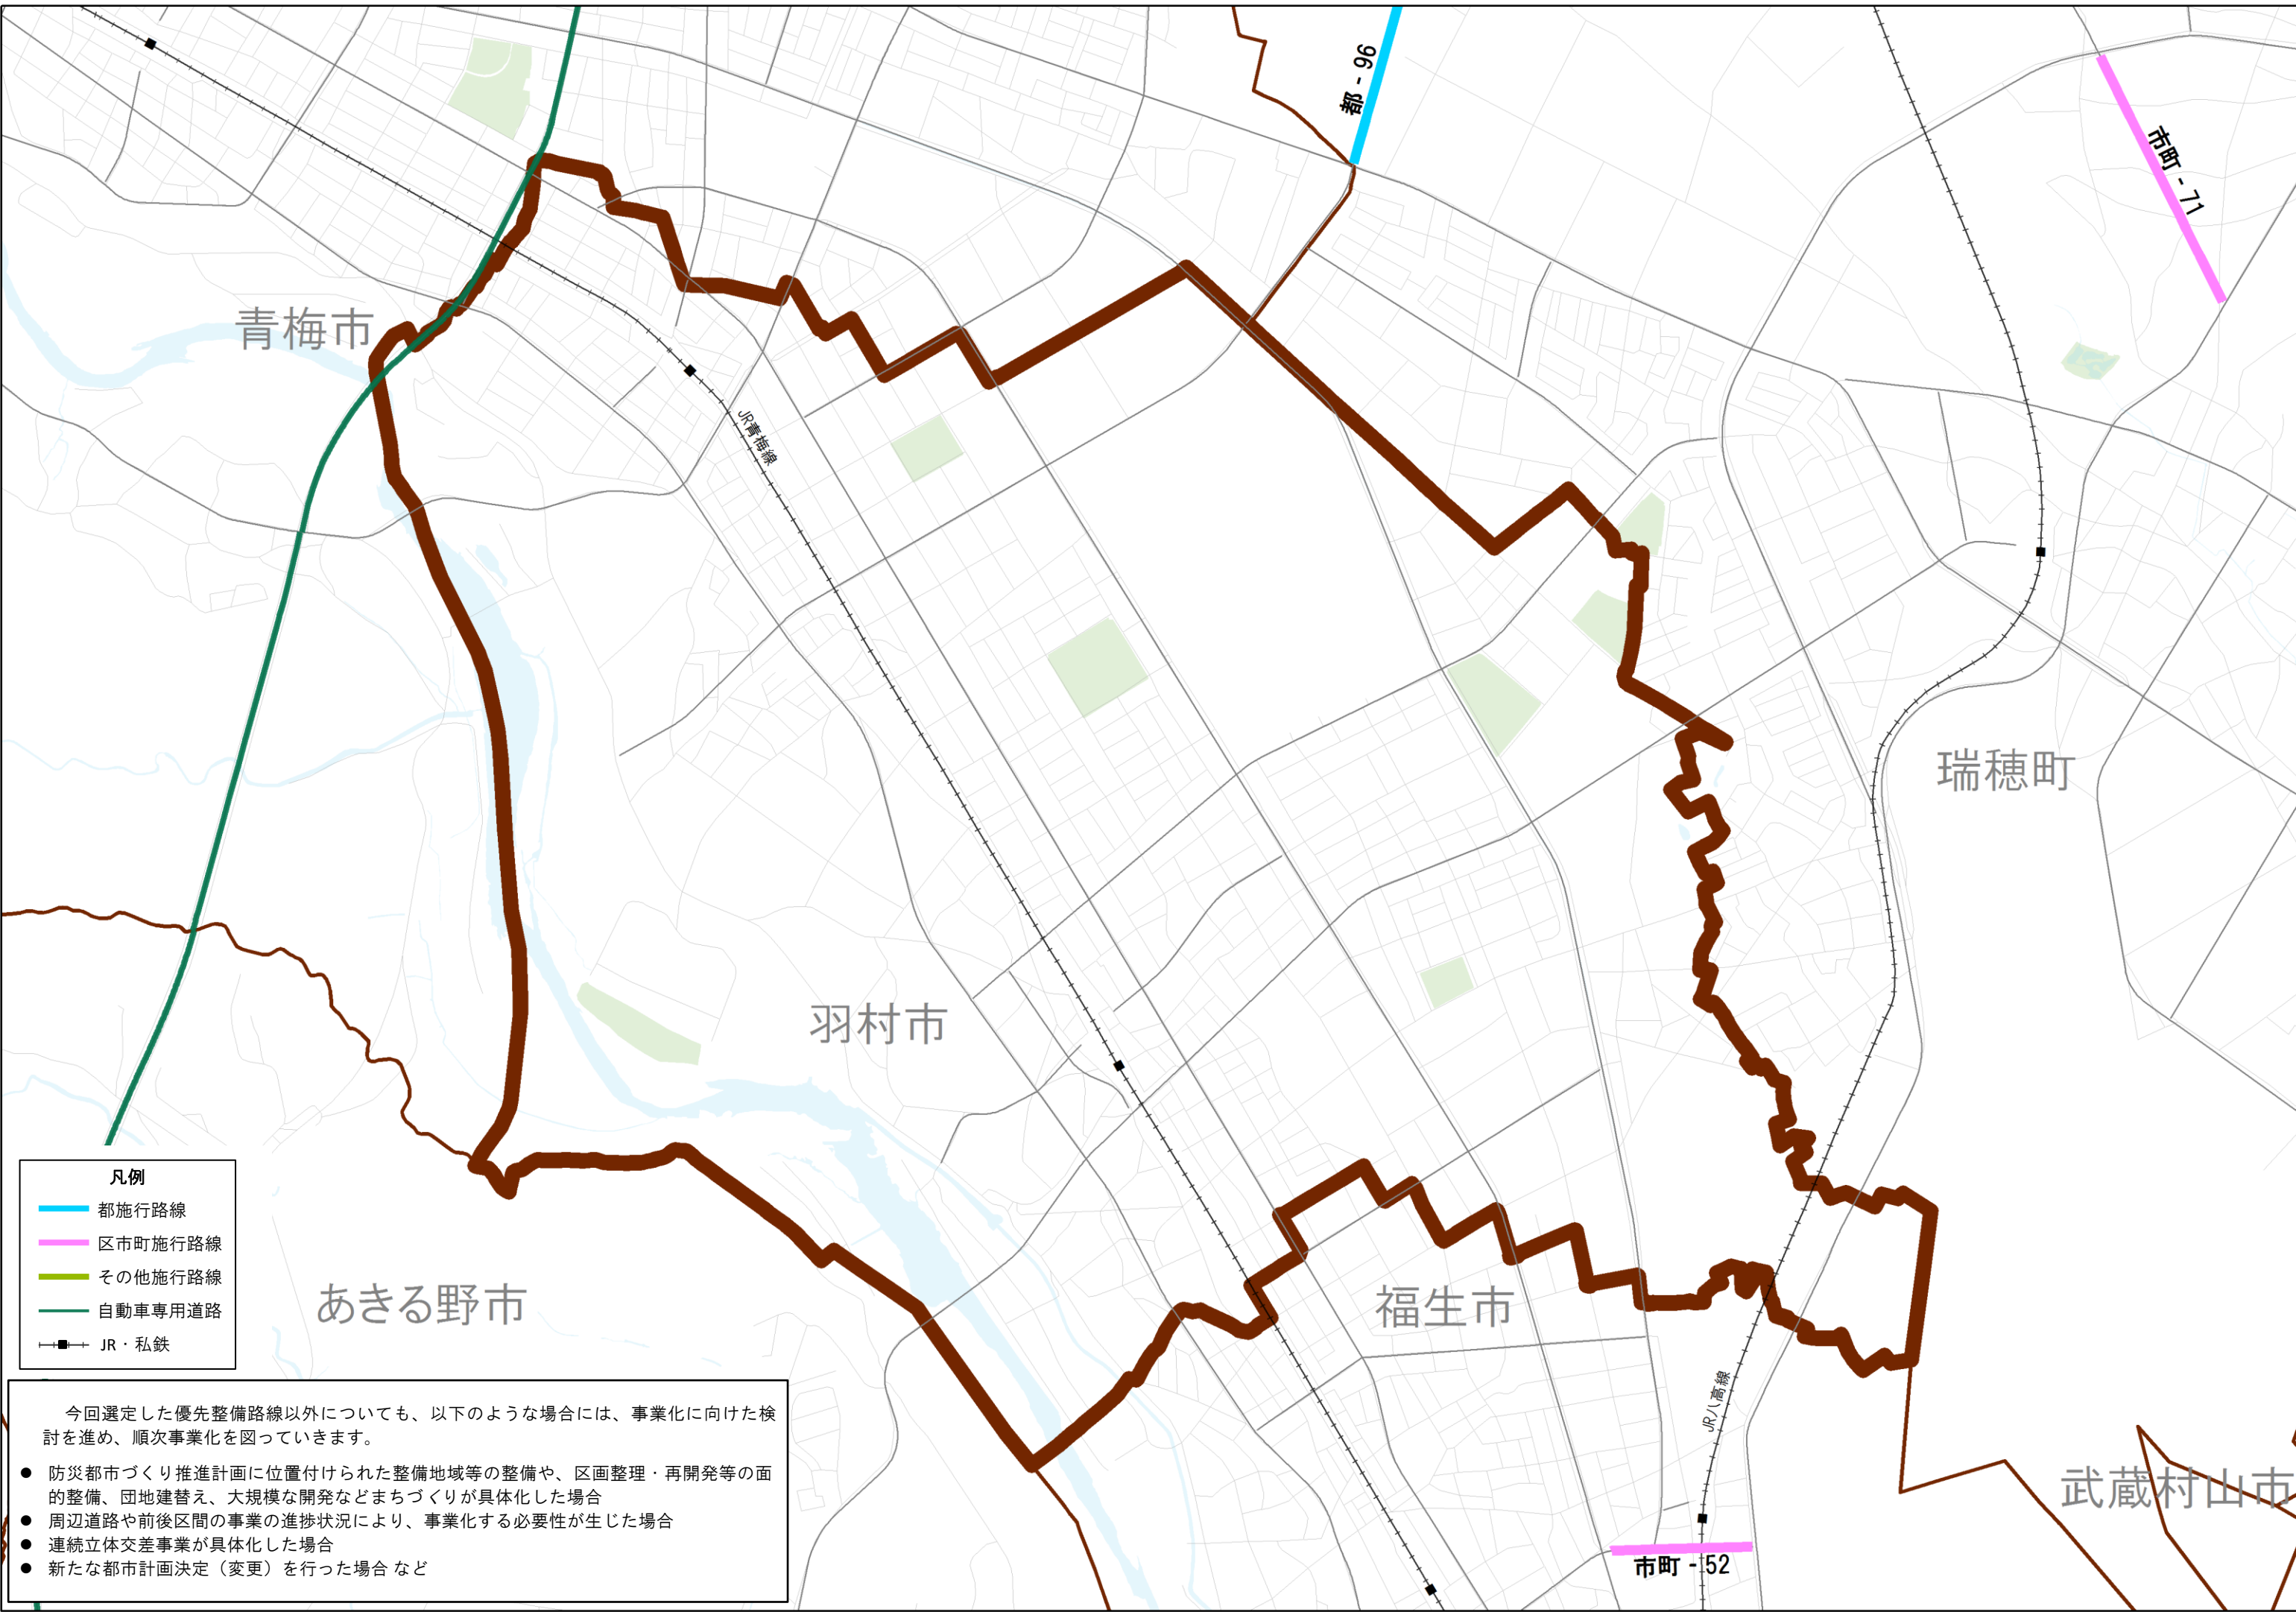 都 - 96
市町 - 71
青梅市
JR青梅線
瑞穂町
羽村市
凡例
都施行路線
区市町施行路線
その他施行路線
自動車専用道路
JR・私鉄
あきる野市
福生市
JR八高線
武蔵村山市
市町 - 52
今回選定した優先整備路線以外についても、以下のような場合には、事業化に向けた検
討を進め、順次事業化を図っていきます。
● 防災都市づくり推進計画に位置付けられた整備地域等の整備や、区画整理・再開発等の面
的整備、団地建替え、大規模な開発などまちづくりが具体化した場合
● 周辺道路や前後区間の事業の進捗状況により、事業化する必要性が生じた場合
● 連続立体交差事業が具体化した場合
● 新たな都市計画決定（変更）を行った場合 など